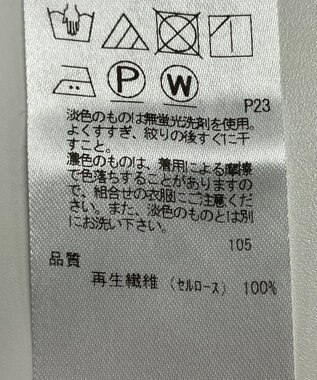 P
W
P23
淡色のものは無蛍光洗剤を使用。
よくすすぎ、絞りの後すぐに干
すこと。
濃色のものは、着用による摩擦
で色落ちすることがありますの
で、組合せの衣服にご注意くだ
さい。また、淡色のものとは別
にお洗い下さい。
105
品質
再生繊維(セルロース) 100%